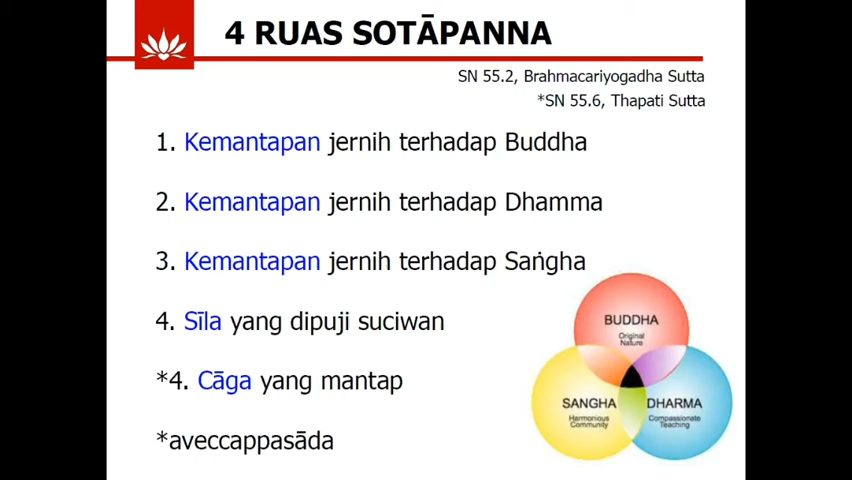 4 RUAS SOTĀPANNA
SN 55.2, Brahmacariyogadha Sutta
*SN 55.6, Thapati Sutta
1. Kemantapan jernih terhadap Buddha
2. Kemantapan jernih terhadap Dhamma
3. Kemantapan jernih terhadap Saṅgha
4. Sīla yang dipuji suciwan
*4. Cāga yang mantap
*aveccappasāda
BUDDHA
Original
Nature
SANGHA
Harmonious
Community
DHARMA
Compassionate
Teaching